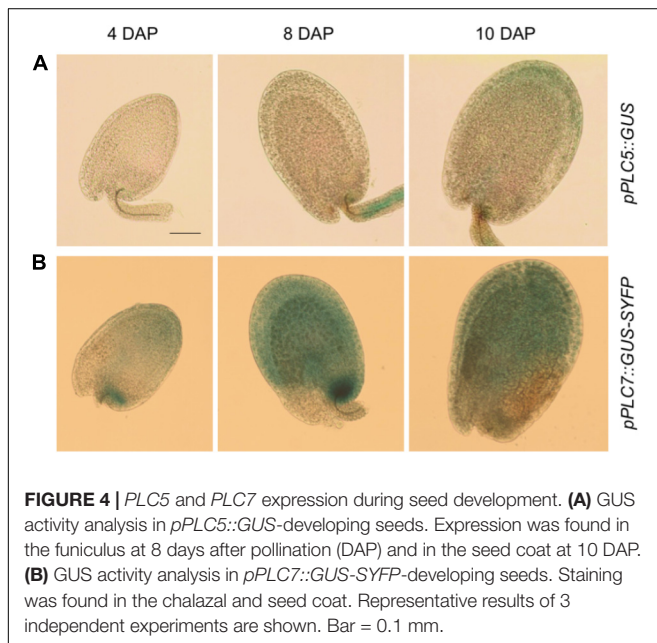 4 DAP 8 DAP 10 DAP
A
pPLC5::GUS
B
pPLC7::GUS-SYFP
FIGURE 4 | PLC5 and PLC7 expression during seed development. (A) GUS
activity analysis in pPLC5::GUS-developing seeds. Expression was found in
the funiculus at 8 days after pollination (DAP) and in the seed coat at 10 DAP.
(B) GUS activity analysis in pPLC7::GUS-SYFP-developing seeds. Staining
was found in the chalazal and seed coat. Representative results of 3
independent experiments are shown. Bar = 0.1 mm.